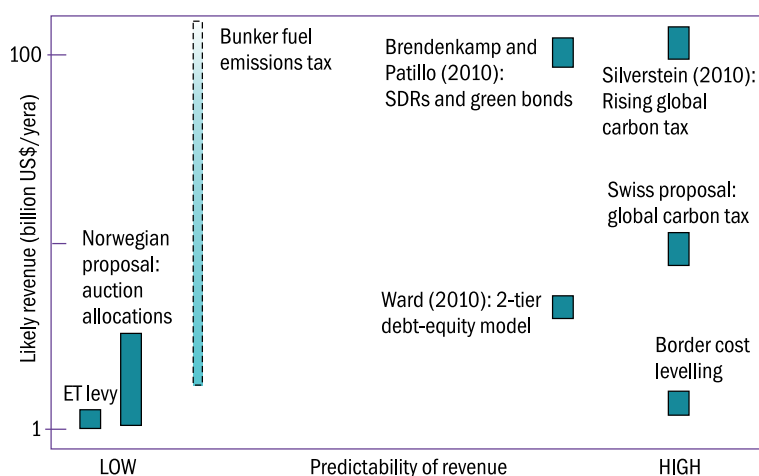 100
1
Likely revenue (billion US$/yera)
Bunker fuel
emissions tax
Brendenkamp and
Patillo (2010):
SDRs and green bonds
Silverstein (2010):
Rising global
carbon tax
Swiss proposal:
global carbon tax
Norwegian
proposal:
auction
allocations
Ward (2010): 2-tier
debt-equity model
Border cost
levelling
ET levy
LOW
Predictability of revenue
HIGH